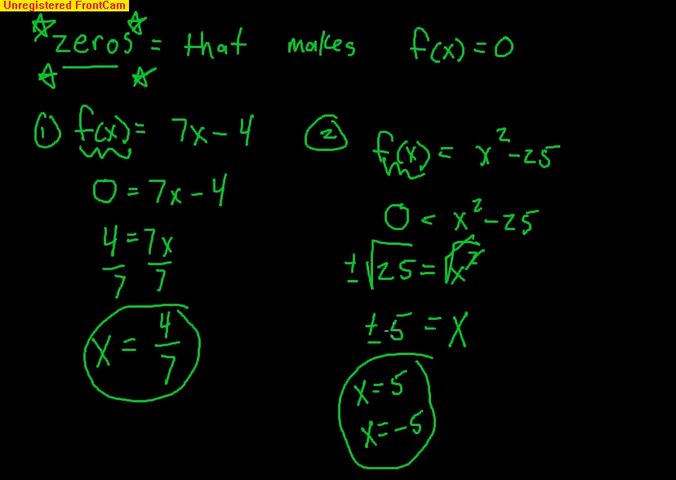 Unregistered FrontCam
zeros = that makes f(x) = 0
① f(x) = 7x - 4
0 = 7x - 4
4 = 7x
7 7
x = 4/7
② f(x) = x² - 25
0 = x² - 25
±√25 = √x²
±5 = x
x = 5
x = -5